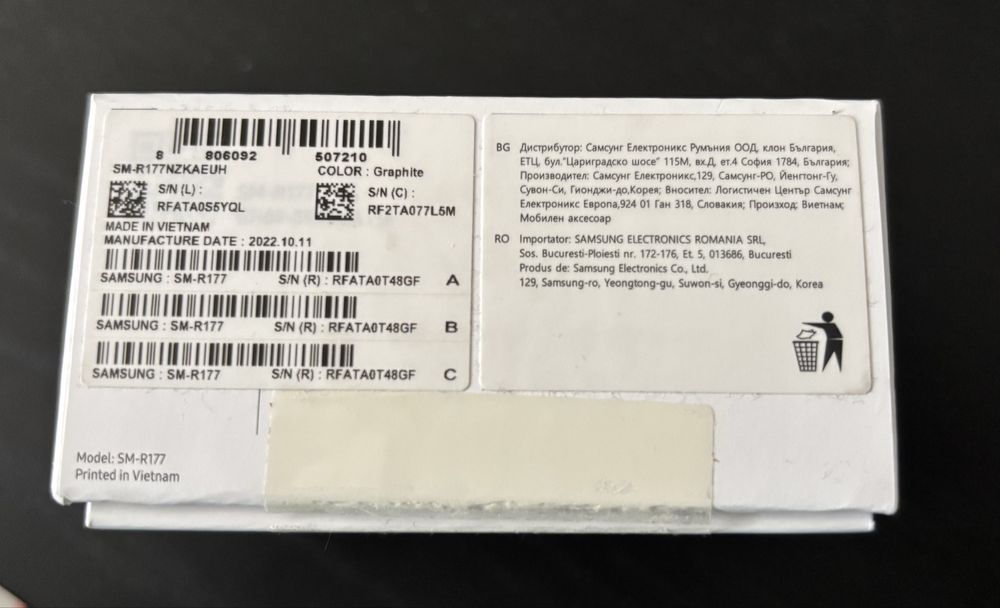 8 806092 507210
SM-R177NZKAEUH COLOR : Graphite
S/N (L) : S/N (C) :
RFATA0S5YQL RF2TA077L5M
MADE IN VIETNAM
MANUFACTURE DATE : 2022.10.11
SAMSUNG : SM-R177 S/N (R) : RFATA0T48GF A
SAMSUNG : SM-R177 S/N (R) : RFATA0T48GF B
SAMSUNG : SM-R177 S/N (R) : RFATA0T48GF C
BG Дистрибутор: Самсунг Електроникс Румъния ООД, клон България,
ЕТЦ, бул."Цариградско шосе" 115М, вх.Д, ет.4 София 1784, България;
Производител: Самсунг Електроникс,129, Самсунг-РО, Йенгтонг-Гу,
Сувон-Си, Гионджи-до,Корея; Вносител: Логистичен Център Самсунг
Електроникс Европа,924 01 Ган 318, Словакия; Произход: Виетнам;
Мобилен аксесоар
RO Importator: SAMSUNG ELECTRONICS ROMANIA SRL,
Sos. Bucuresti-Ploiesti nr. 172-176, Et. 5, 013686, Bucuresti
Produs de: Samsung Electronics Co., Ltd.
129, Samsung-ro, Yeongtong-gu, Suwon-si, Gyeonggi-do, Korea
Model: SM-R177
Printed in Vietnam